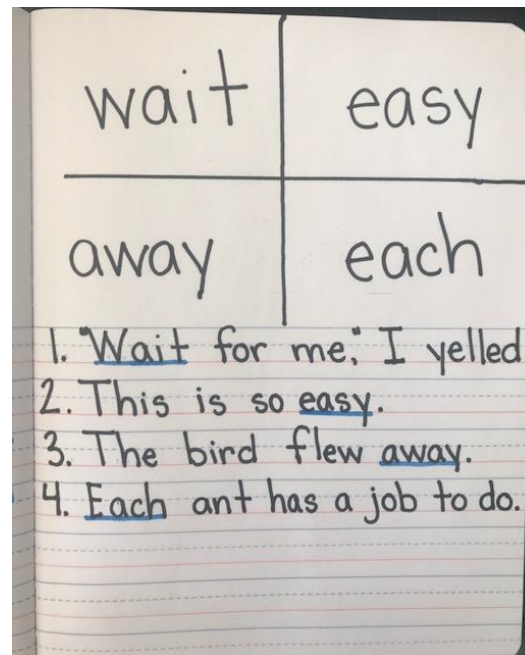 wait easy
away each
1. "Wait for me," I yelled
2. This is so easy.
3. The bird flew away.
4. Each ant has a job to do.